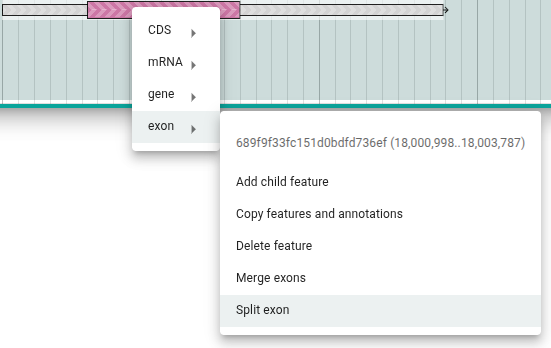 CDS
mRNA
gene
exon
689f9f33fc151d0bdfd736ef (18,000,998..18,003,787)
Add child feature
Copy features and annotations
Delete feature
Merge exons
Split exon